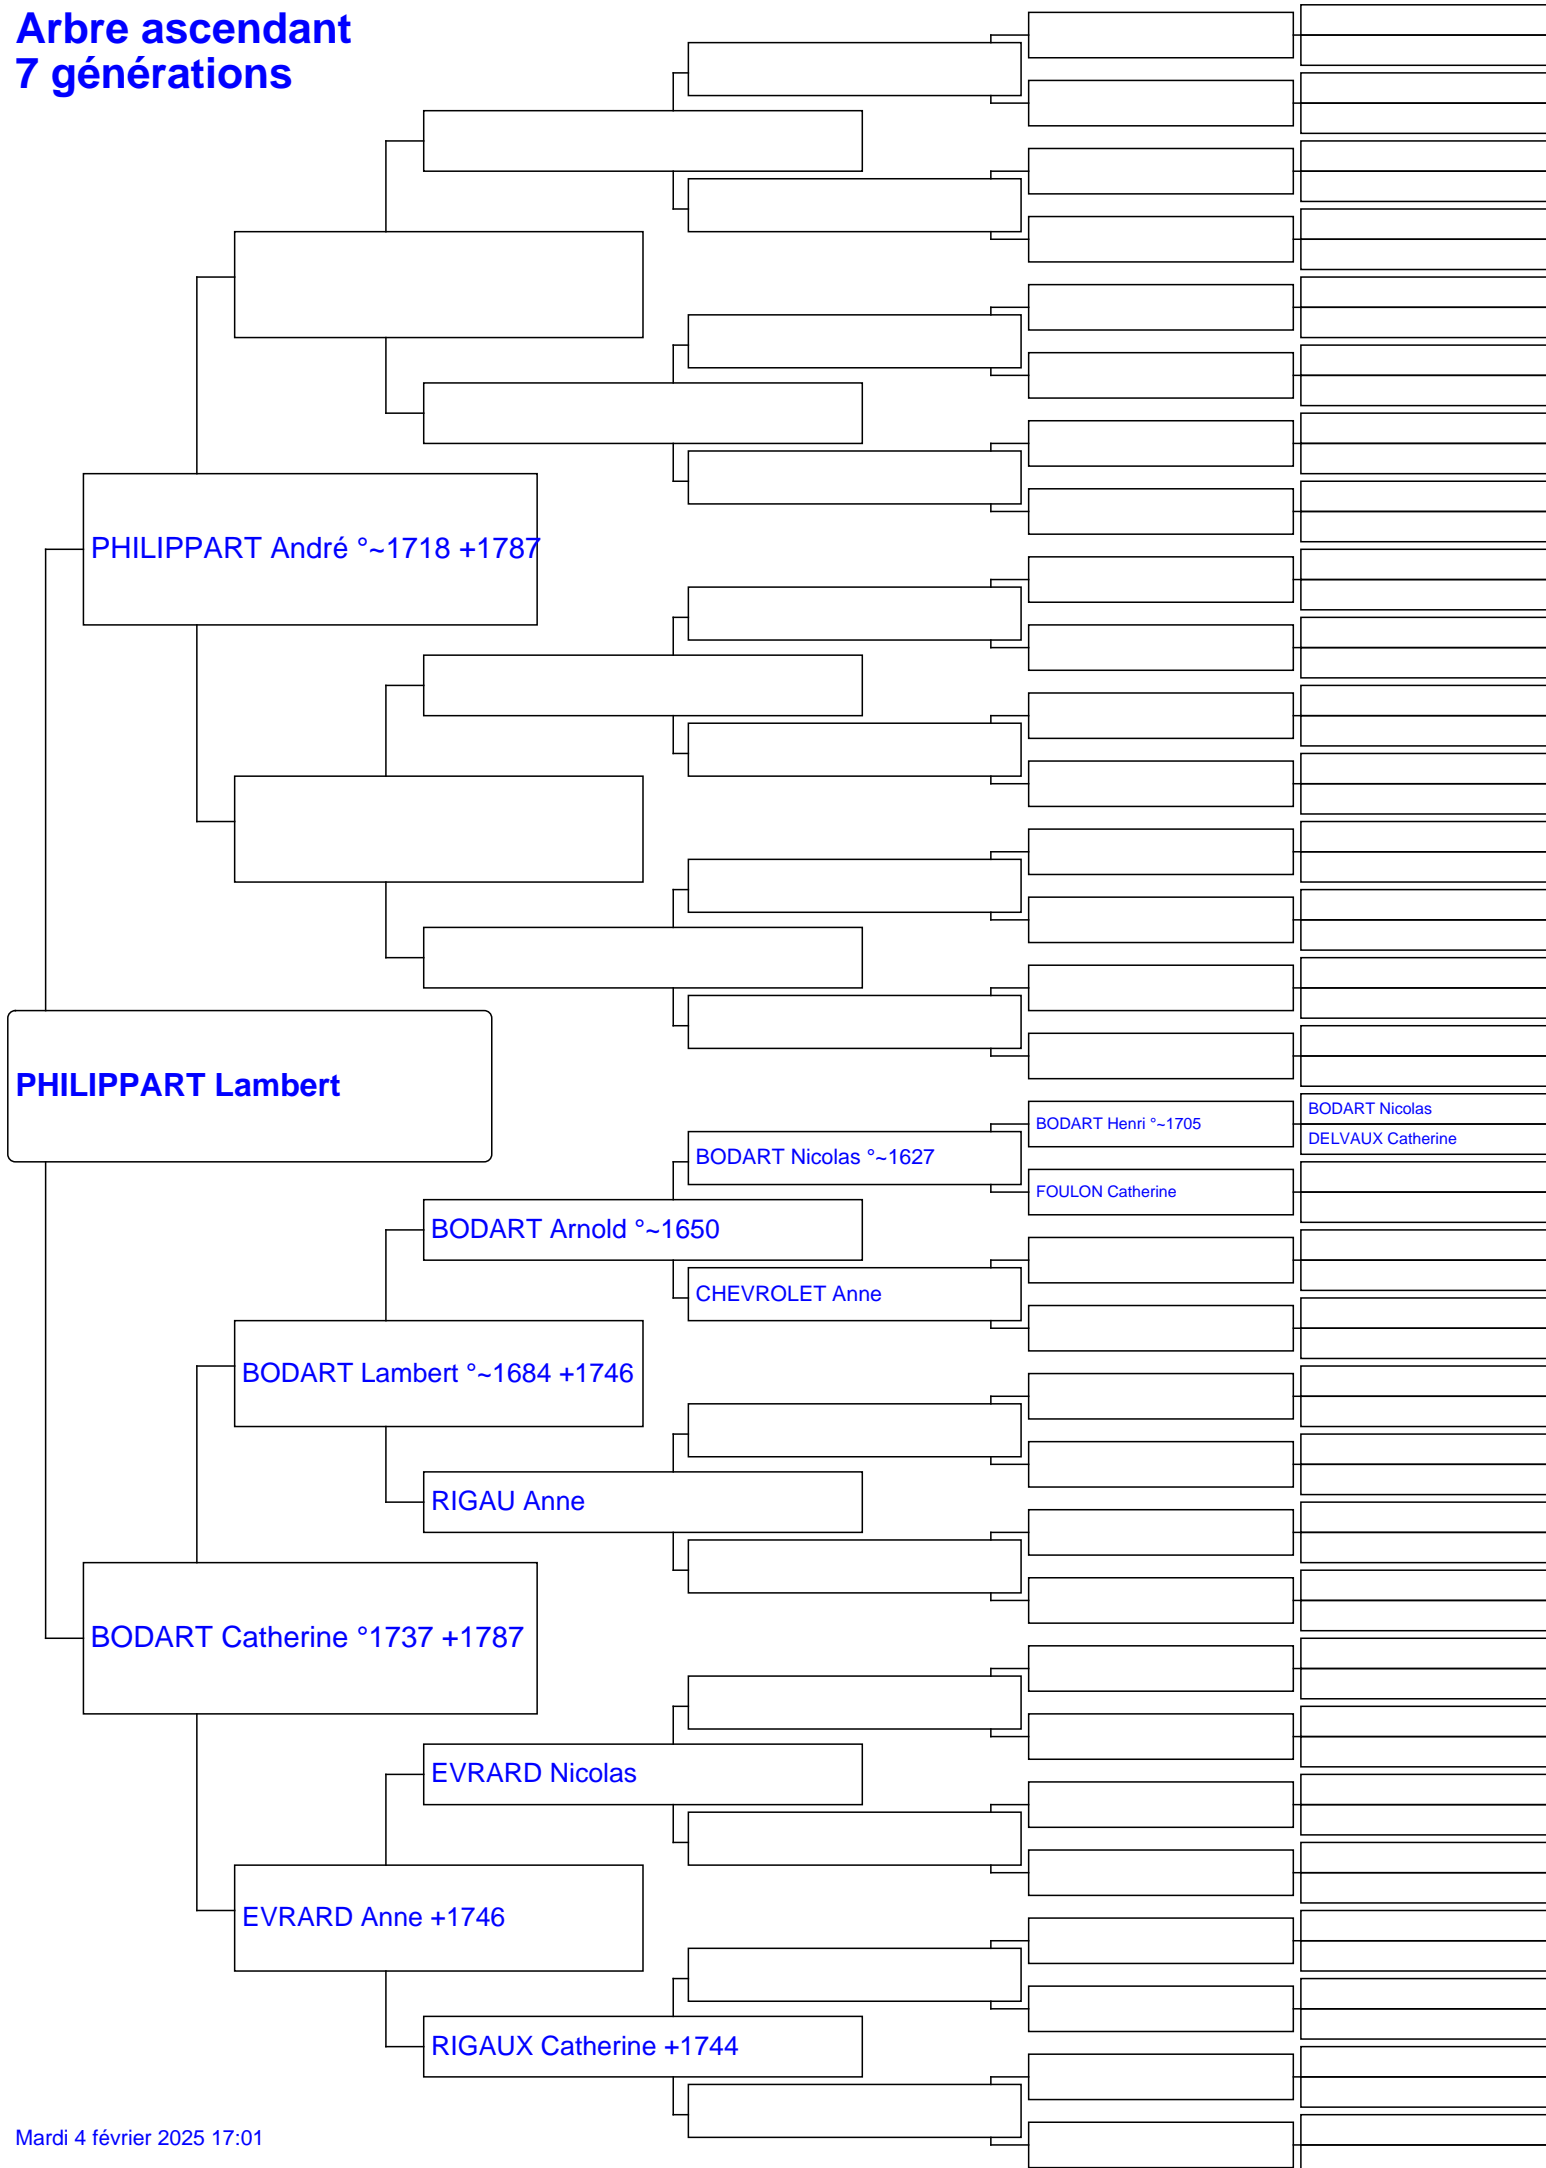 Arbre ascendant
7 générations
PHILIPPART André °~1718 +1787
PHILIPPART Lambert
BODART Nicolas
BODART Henri °~1705
DELVAUX Catherine
BODART Nicolas °~1627
FOULON Catherine
BODART Arnold °~1650
CHEVROLET Anne
BODART Lambert °~1684 +1746
RIGAU Anne
BODART Catherine °1737 +1787
EVRARD Nicolas
EVRARD Anne +1746
RIGAUX Catherine +1744
Mardi 4 février 2025 17:01